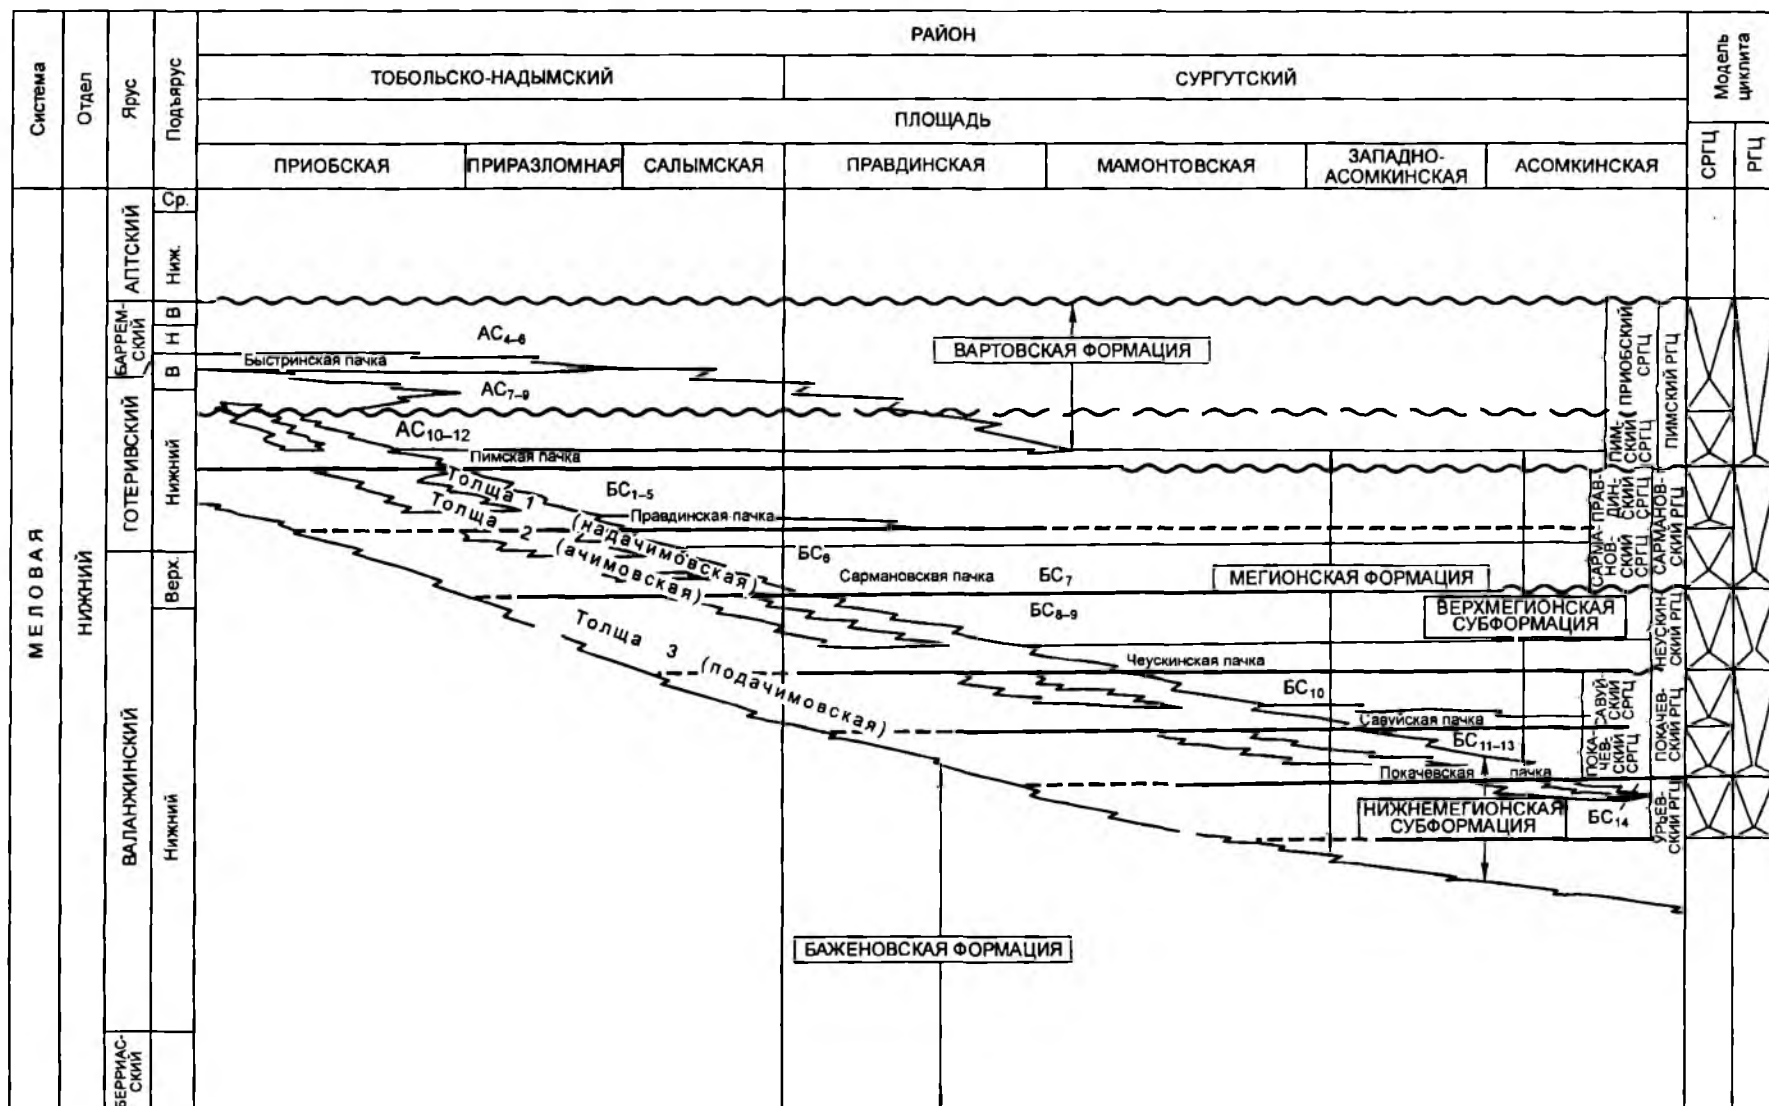 РАЙОН
ТОБОЛЬСКО-НАДЫМСКИЙ
СУРГУТСКИЙ
ПЛОЩАДЬ
ПРИОБСКАЯ
ПРИРАЗЛОМНАЯ
САЛЫМСКАЯ
ПРАВДИНСКАЯ
МАМОНТОВСКАЯ
ЗАПАДНО-
АСОМКИНСКАЯ
АСОМКИНСКАЯ
Система
Отдел
Ярус
Подъярус
Модель
циклита
СРГЦ
РГЦ
МЕЛОВАЯ
НИЖНИЙ
АПТСКИЙ
БАРРЕМ-
СКИЙ
ГОТЕРИВСКИЙ
ВАЛАНЖИНСКИЙ
БЕРРИАС-
СКИЙ
Ср.
Ниж.
В
Н
В
Нижний
Верх.
Нижний
АС4–6
Быстринская пачка
АС7–9
ВАРТОВСКАЯ ФОРМАЦИЯ
АС10–12
Пимская пачка
БС1–5
Толща 1 (надачимовская)
Правдинская пачка
Толща 2 (ачимовская)
БС6
Сармановская пачка
БС7
МЕГИОНСКАЯ ФОРМАЦИЯ
БС8–9
ВЕРХМЕГИОНСКАЯ
СУБФОРМАЦИЯ
Толща 3 (подачимовская)
Чеускинская пачка
БС10
Савуйская пачка
БС11–13
Покачевская пачка
НИЖНЕМЕГИОНСКАЯ
СУБФОРМАЦИЯ
БС14
БАЖЕНОВСКАЯ ФОРМАЦИЯ
ПРИОБСКИЙ
СРГЦ
ПИМСКИЙ РГЦ
ПИМ-
СКИЙ
СРГЦ
ПРАВ-
ДИН-
СКИЙ
СРГЦ
САРМА-
НОВ-
СКИЙ
СРГЦ
САРМАНОВ-
СКИЙ РГЦ
СКИЙ РГЦ
САВУЙ-
СКИЙ
СРГЦ
ПОКА-
ЧЕВ-
СКИЙ
СРГЦ
ПОКАЧЕВ-
СКИЙ РГЦ
УРЬЕВ-
СКИЙ РГЦ